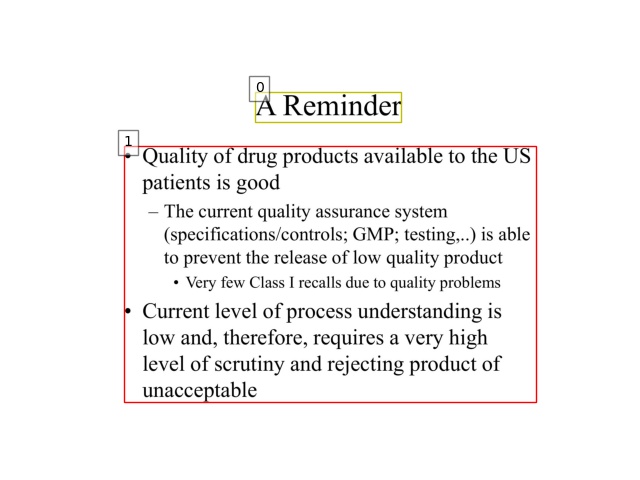 0
A Reminder
1
• Quality of drug products available to the US
patients is good
– The current quality assurance system
(specifications/controls; GMP; testing,..) is able
to prevent the release of low quality product
• Very few Class I recalls due to quality problems
• Current level of process understanding is
low and, therefore, requires a very high
level of scrutiny and rejecting product of
unacceptable